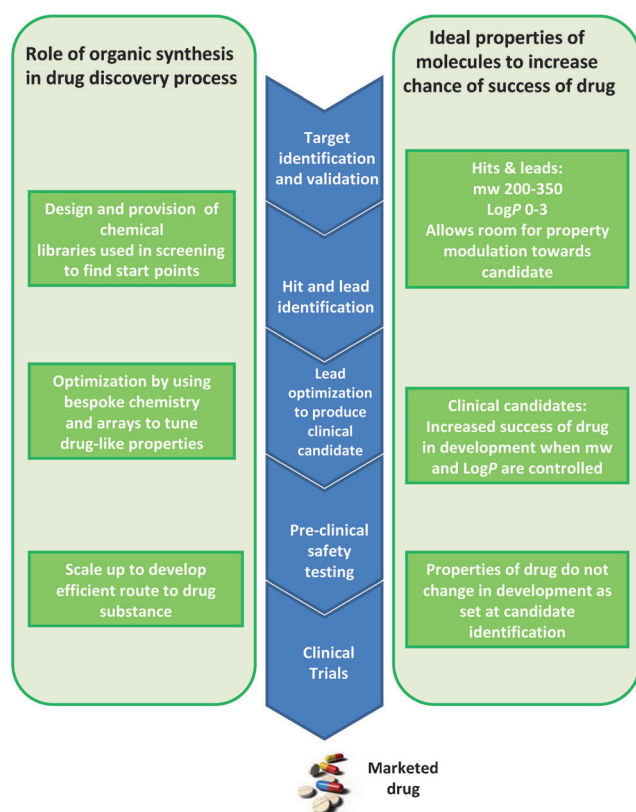 Role of organic synthesis
in drug discovery process
Design and provision of
chemical
libraries used in screening
to find start points
Optimization by using
bespoke chemistry
and arrays to tune
drug-like properties
Scale up to develop
efficient route to drug
substance
Target
identification
and validation
Hit and lead
identification
Lead
optimization
to produce
clinical
candidate
Pre-clinical
safety
testing
Clinical
Trials
Marketed
drug
Ideal properties of
molecules to increase
chance of success of drug
Hits & leads:
mw 200-350
LogP 0-3
Allows room for property
modulation towards
candidate
Clinical candidates:
Increased success of drug
in development when mw
and LogP are controlled
Properties of drug do not
change in development as
set at candidate
identification